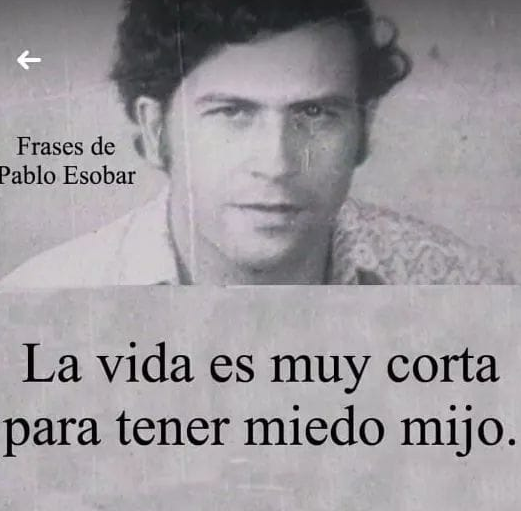 Frases de
Pablo Esobar
La vida es muy corta
para tener miedo mijo.